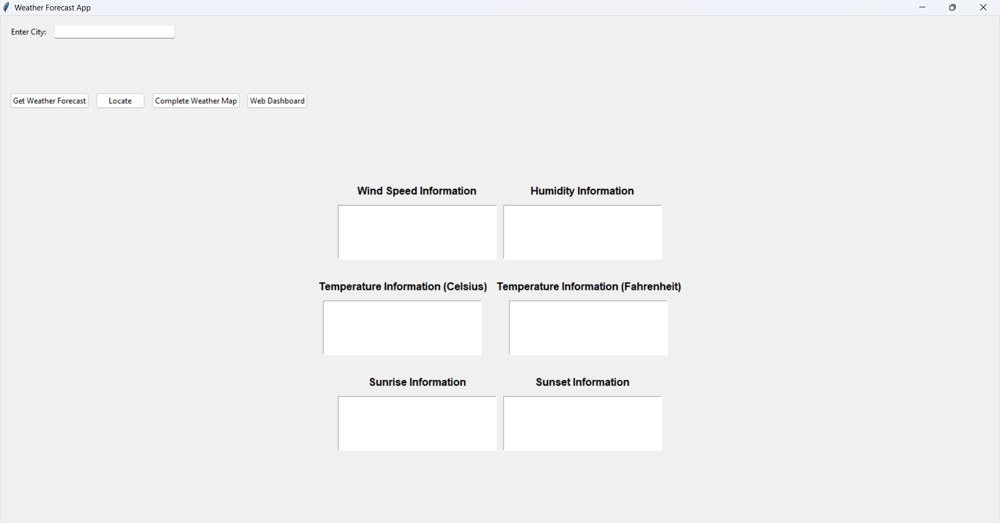 Weather Forecast App
Enter City:
Get Weather Forecast Locate Complete Weather Map Web Dashboard
Wind Speed Information Humidity Information
Temperature Information (Celsius) Temperature Information (Fahrenheit)
Sunrise Information Sunset Information